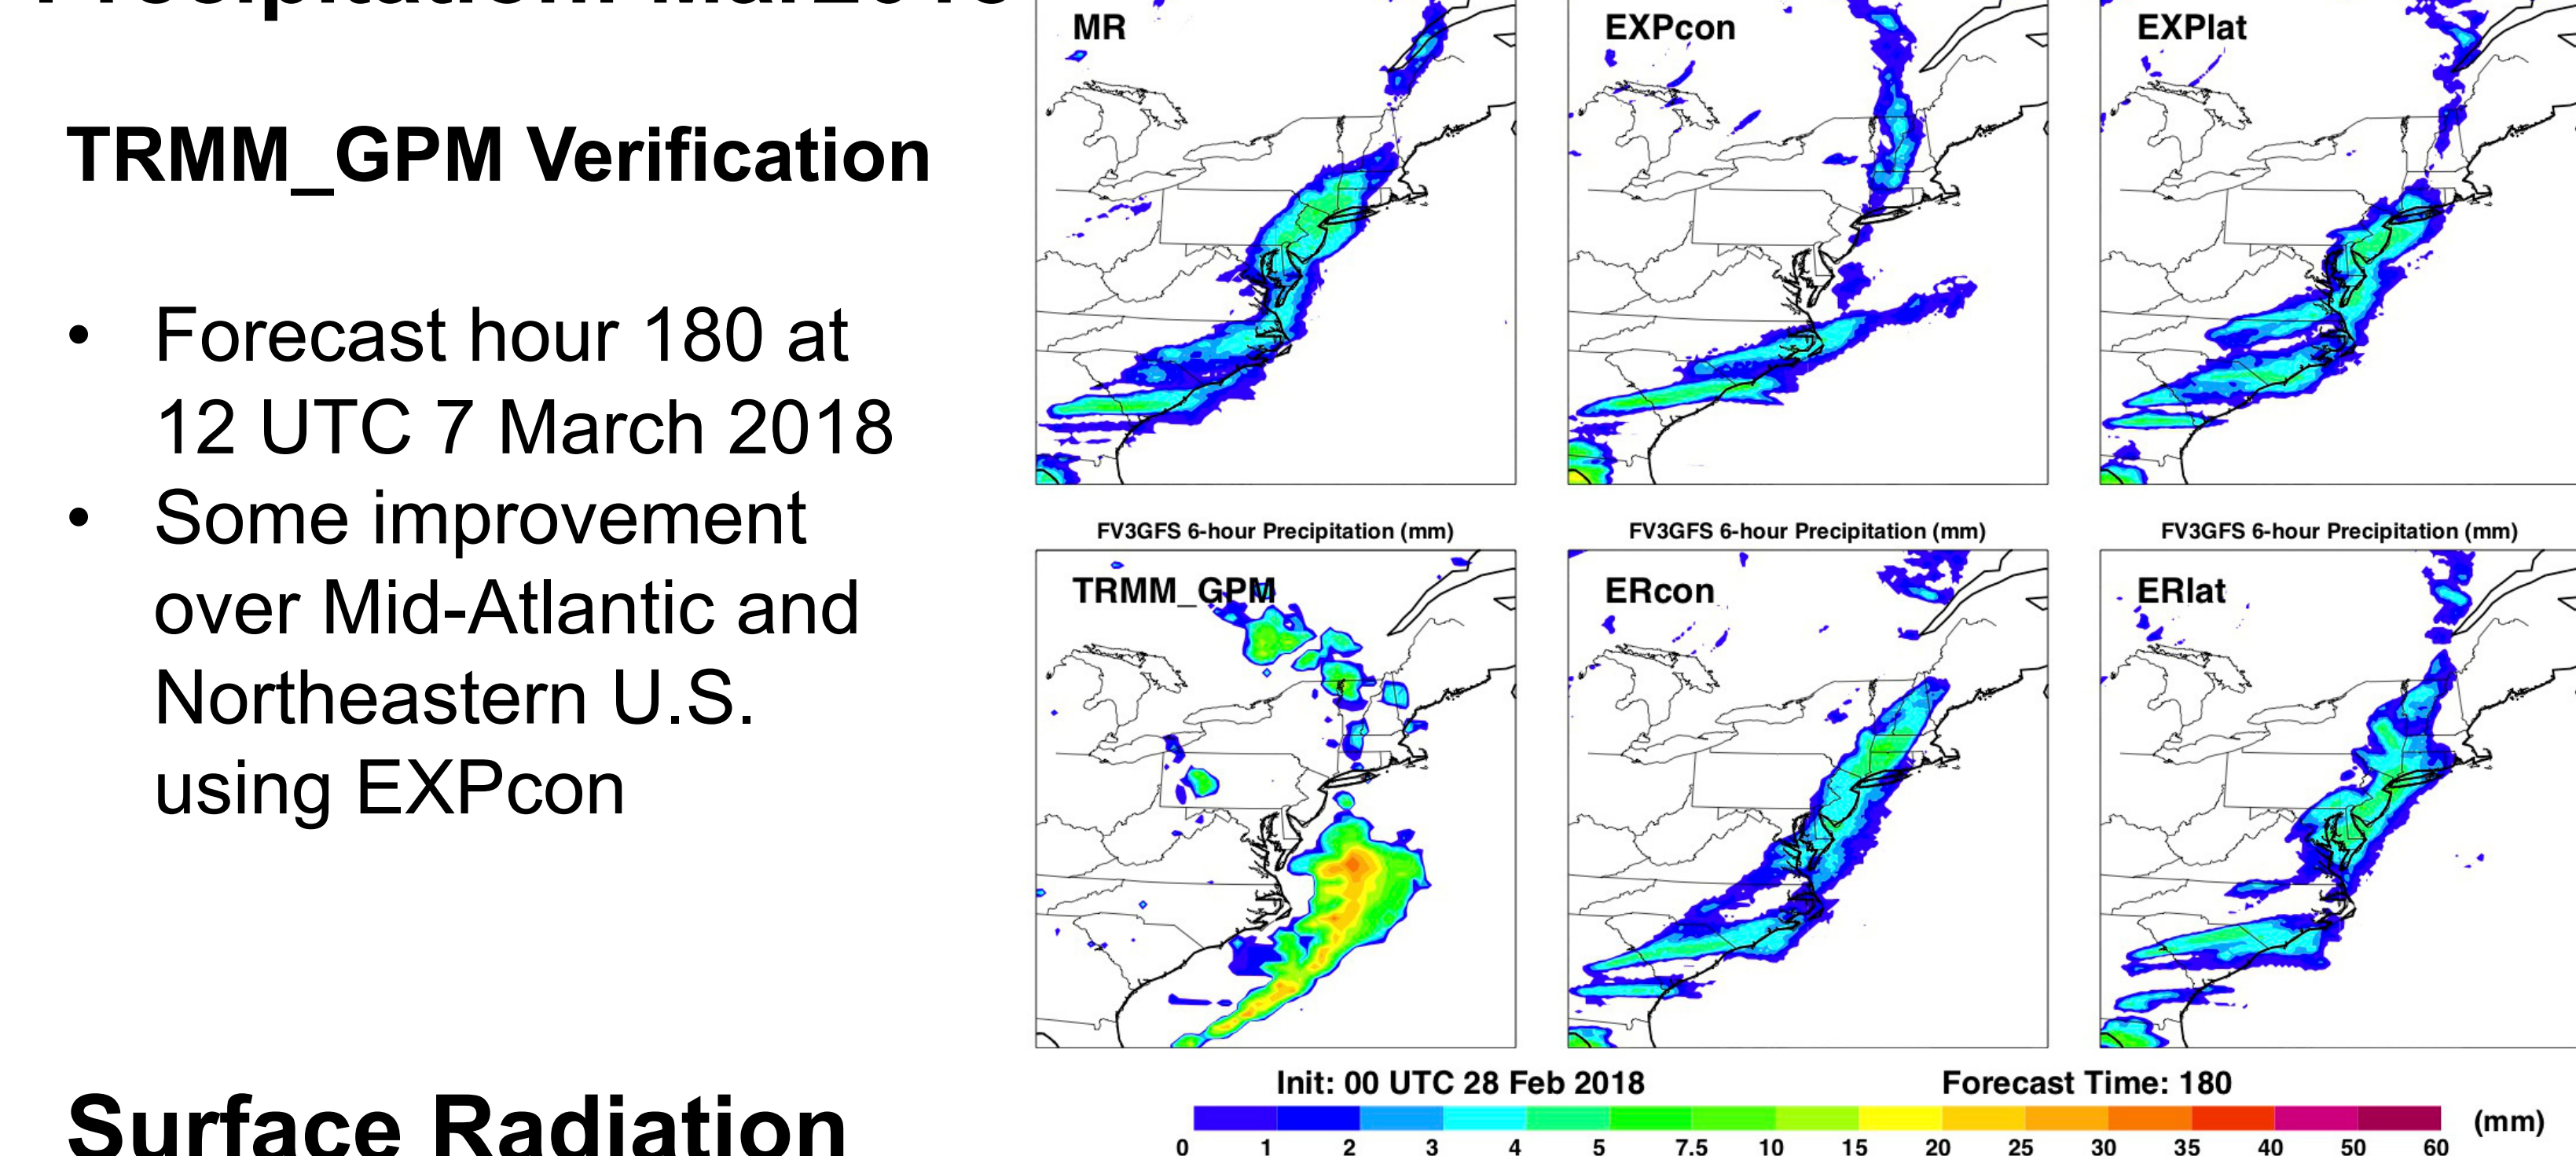 Precipitation: Mar2018
TRMM_GPM Verification
• Forecast hour 180 at
12 UTC 7 March 2018
• Some improvement
over Mid-Atlantic and
Northeastern U.S.
using EXPcon
Surface Radiation
MR
EXPcon
EXPlat
FV3GFS 6-hour Precipitation (mm)
FV3GFS 6-hour Precipitation (mm)
FV3GFS 6-hour Precipitation (mm)
TRMM_GPM
ERcon
ERlat
Init: 00 UTC 28 Feb 2018
Forecast Time: 180
(mm)
0 1 2 3 4 5 7.5 10 15 20 25 30 35 40 50 60